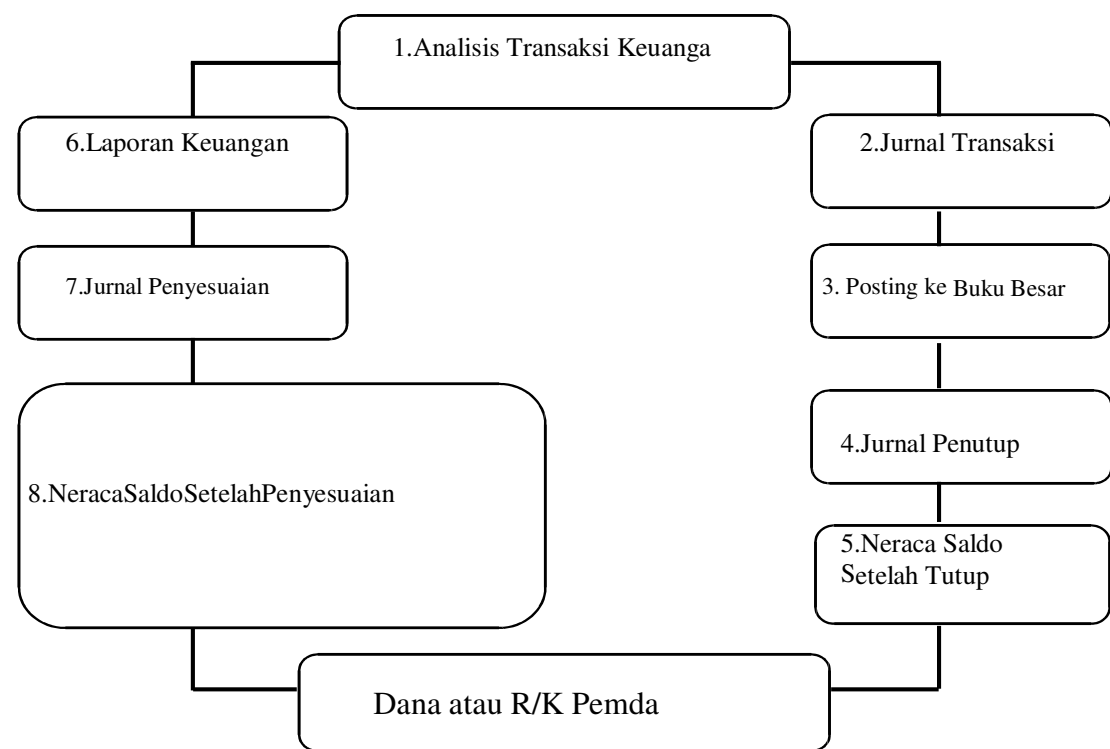 1.Analisis Transaksi Keuanga
6.Laporan Keuangan
2.Jurnal Transaksi
7.Jurnal Penyesuaian
3. Posting ke Buku Besar
4.Jurnal Penutup
8.NeracaSaldoSetelahPenyesuaian
5.Neraca Saldo
Setelah Tutup
Dana atau R/K Pemda